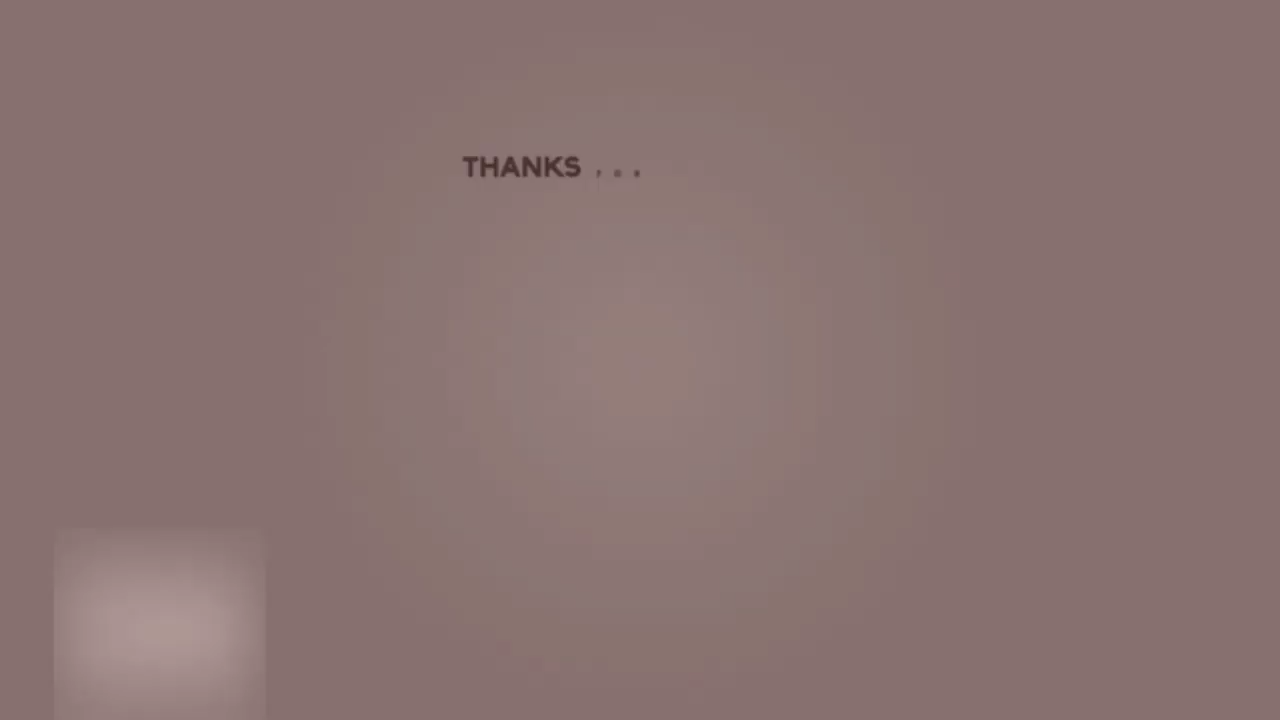 THANKS . . .